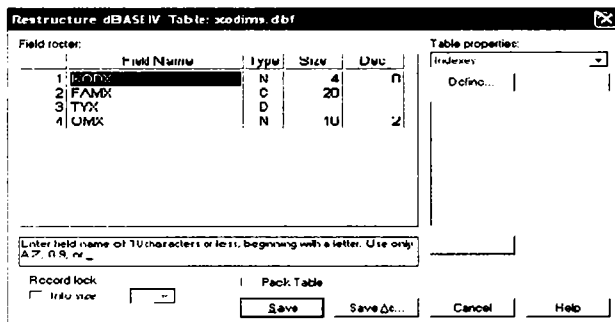 Restructure dBASE IV Table: xodims.dbf
Field roster:
Table properties:
Field Name Type Size Dec
Indexes
1 KODX N 4 0
Define...
2 FAMX C 20
3 TYX D
4 OMX N 10 2
Enter field name of 10 characters or less, beginning with a letter. Use only
A-Z, 0-9, or _
Record lock
Pack Table
Info size
Save
Save As...
Cancel
Help